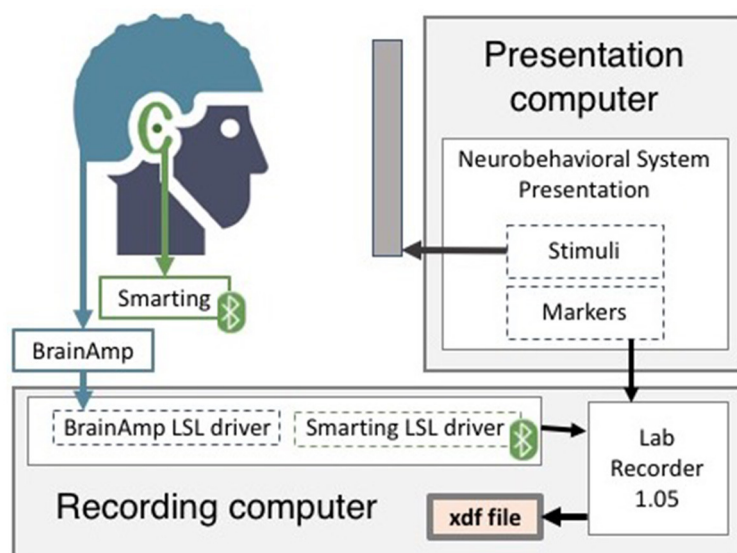 Presentation
computer
Neurobehavioral System
Presentation
Stimuli
Markers
Smarting
BrainAmp
BrainAmp LSL driver
Smarting LSL driver
Lab
Recorder
1.05
Recording computer
xdf file